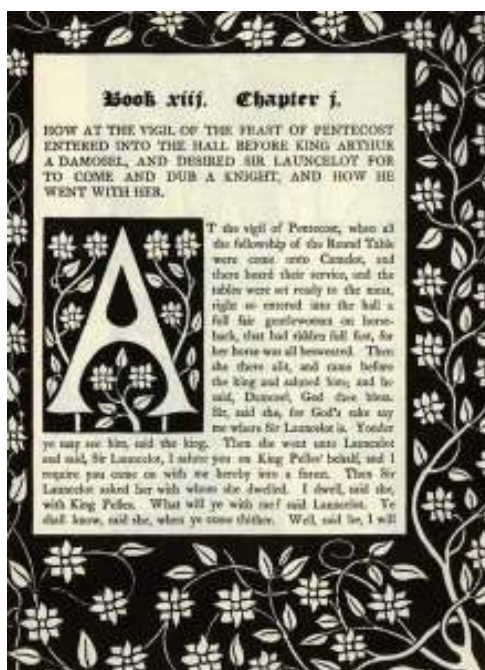 Book xiij. Chapter j.
HOW AT THE VIGIL OF THE FEAST OF PENTECOST
ENTERED INTO THE HALL BEFORE KING ARTHUR
A DAMOSEL, AND DESIRED SIR LAUNCELOT FOR
TO COME AND DUB A KNIGHT, AND HOW HE
WENT WITH HER.
AT the vigil of Pentecost, when all
the fellowship of the Round Table
were come unto Camelot, and
there heard their service, and the
tables were set ready to the meat,
right so entered into the hall a
full fair gentlewoman on horse-
back, that had ridden full fast, for
her horse was all besweated. Then
she there alit, and came before
the king and saluted him; and he
said, Damosel, God thee bless.
Sir, said she, for God's sake say
me where Sir Launcelot is. Yonder
ye may see him, said the king. Then she went unto Launcelot
and said, Sir Launcelot, I salute you on King Pelles' behalf, and I
require you come on with me hereby into a forest. Then Sir
Launcelot asked her with whom she dwelled. I dwell, said she,
with King Pelles. What will ye with me? said Launcelot. Ye
shall know, said she, when ye come thither. Well, said he, I will